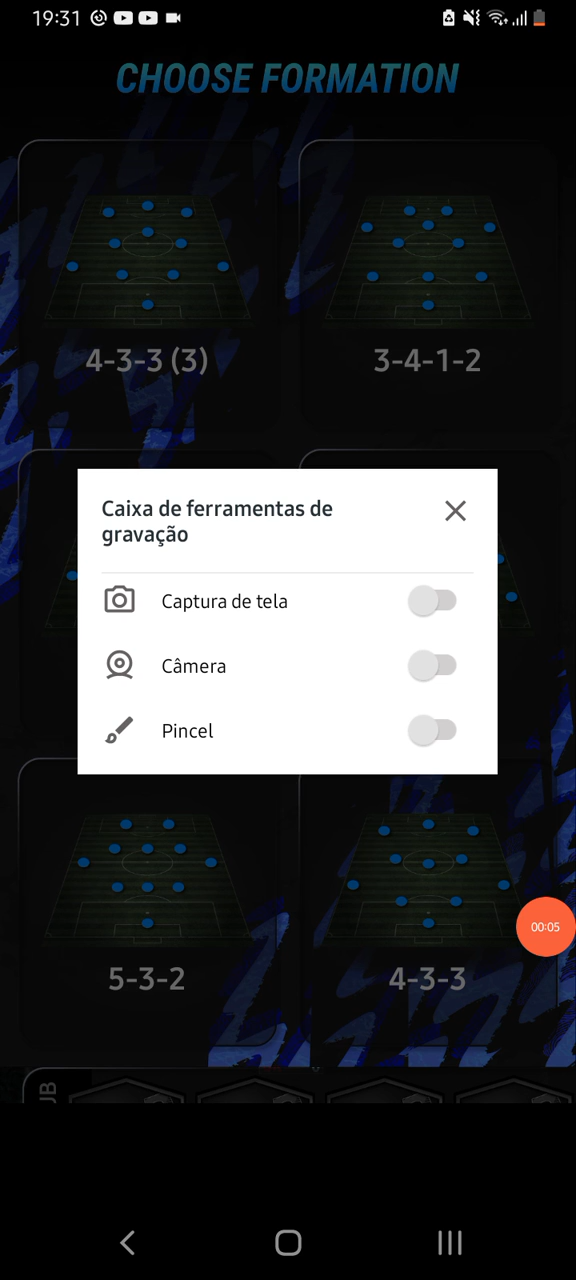 19:31
CHOOSE FORMATION
4-3-3 (3)
3-4-1-2
Caixa de ferramentas de
gravação
Captura de tela
Câmera
Pincel
5-3-2
4-3-3
00:05